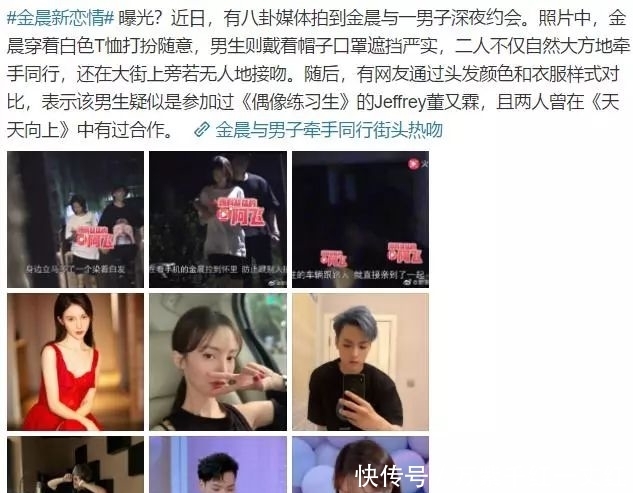 #金晨新恋情# 曝光？近日，有八卦媒体拍到金晨与一男子深夜约会。照片中，金
晨穿着白色T恤打扮随意，男生则戴着帽子口罩遮挡严实，二人不仅自然大方地牵
手同行，还在大街上旁若无人地接吻。随后，有网友通过头发颜色和衣服样式对
比，表示该男生疑似是参加过《偶像练习生》的Jeffrey董又霖，且两人曾在《天
天向上》中有过合作。 金晨与男子牵手同行街头热吻
阿飞
阿飞
阿飞
阿飞
身边立马多了一个染着白发
在看手机的金晨拉到怀里 防止
往的车辆跟路人 就直接亲到了一起
快传号